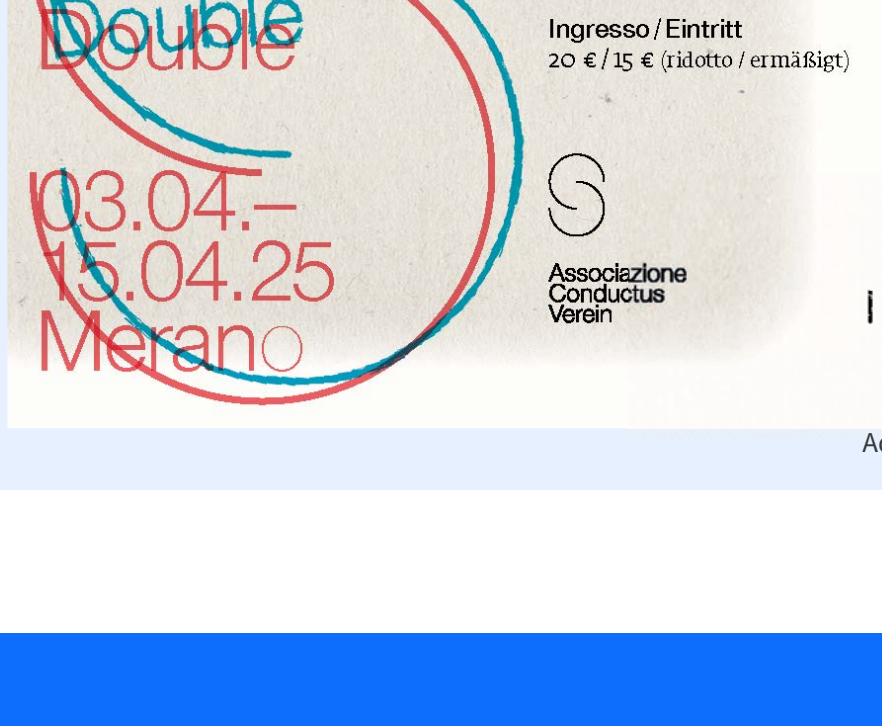 Double
Double
03.04.–
15.04.25
Merano
Ingresso / Eintritt
20 € / 15 € (ridotto / ermäßigt)
Associazione
Conductus
Verein